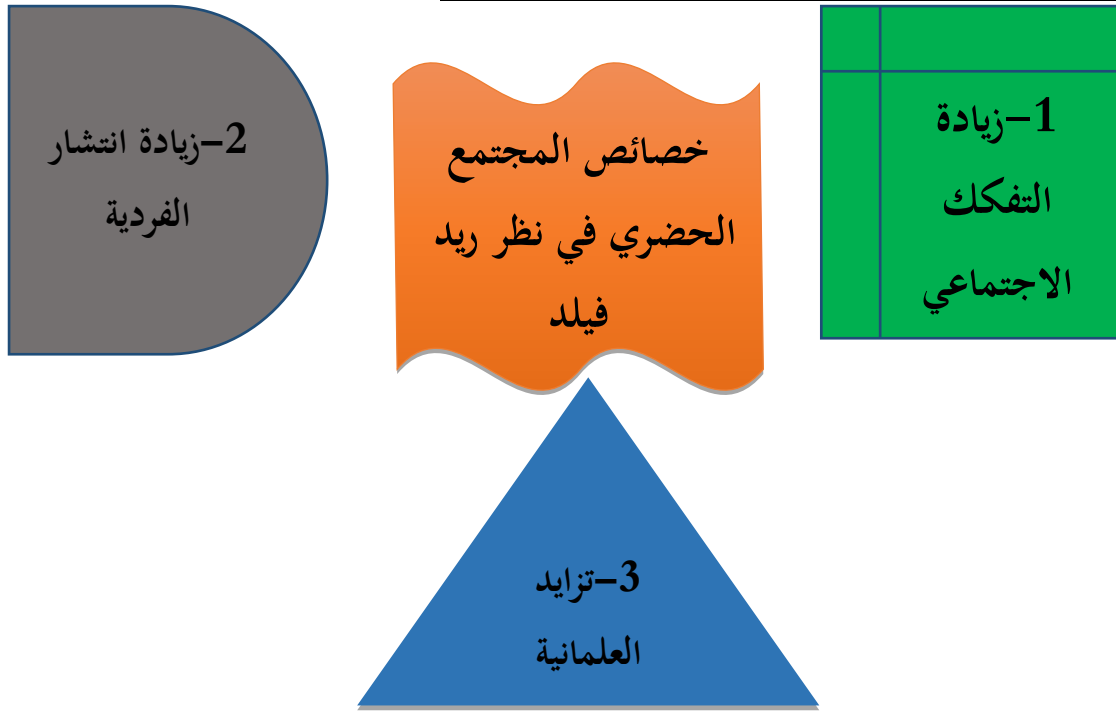 خصائص المجتمع
الحضري في نظر ريد
فيلد
1-زيادة
التفكك
الاجتماعي
2-زيادة انتشار
الفردية
3-تزايد
العلمانية